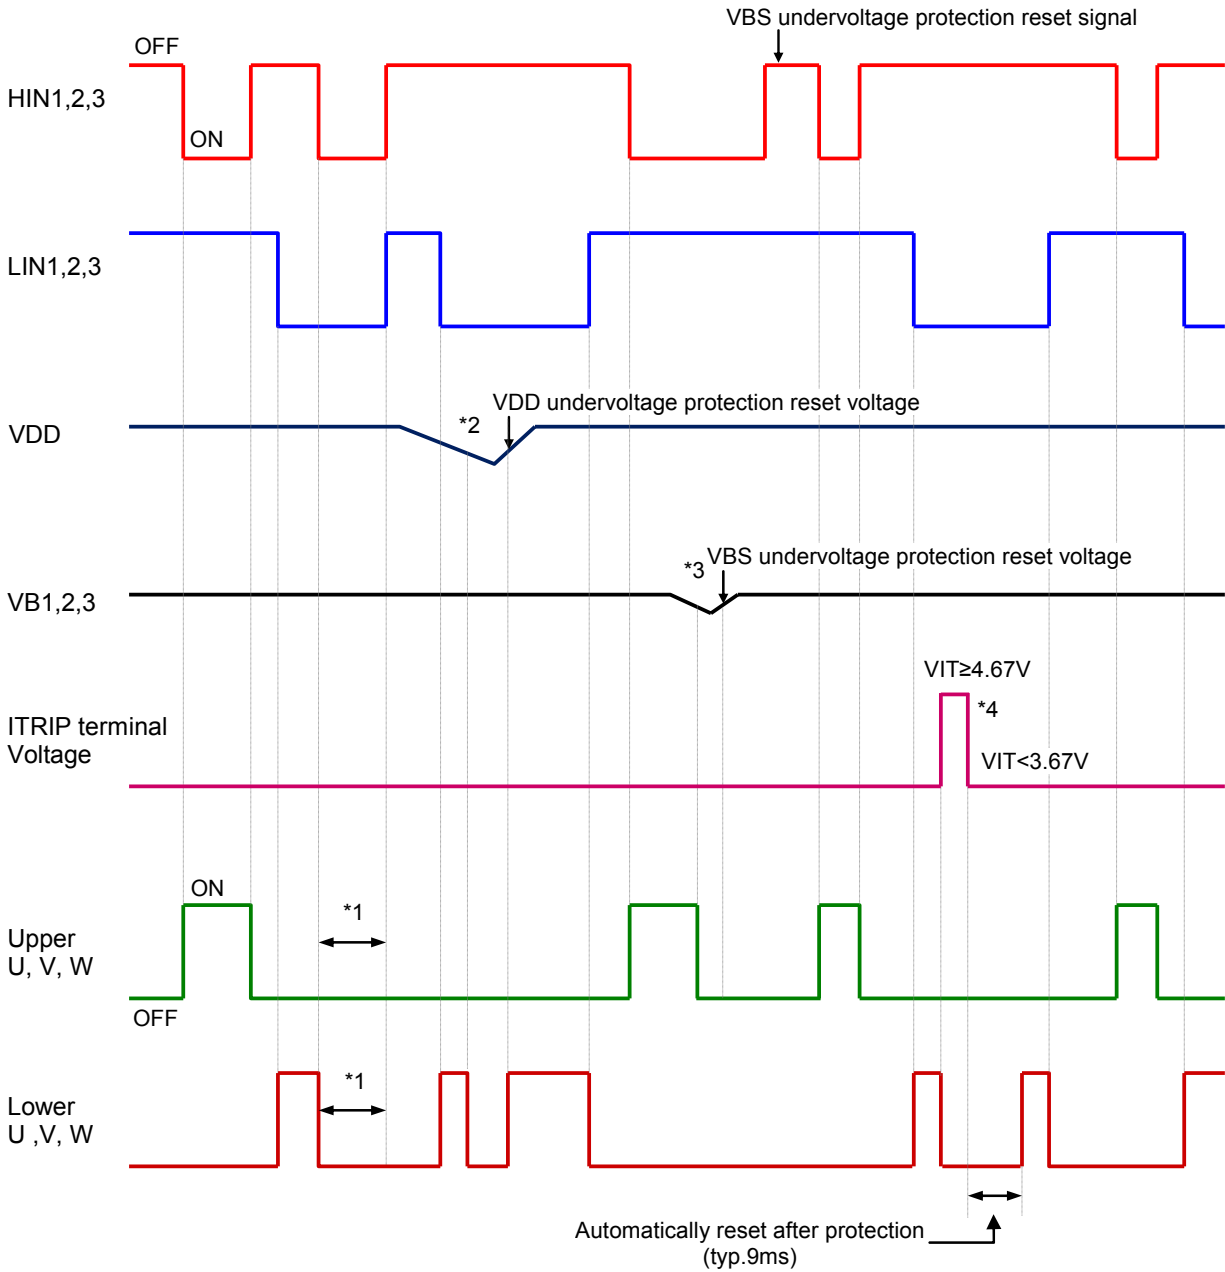 VBS undervoltage protection reset signal
OFF
HIN1,2,3
ON
LIN1,2,3
VDD undervoltage protection reset voltage
*2
VDD
VBS undervoltage protection reset voltage
*3
VB1,2,3
VIT≥4.67V
*4
ITRIP terminal
Voltage
VIT<3.67V
ON
*1
Upper
U, V, W
OFF
*1
Lower
U ,V, W
Automatically reset after protection
(typ.9ms)